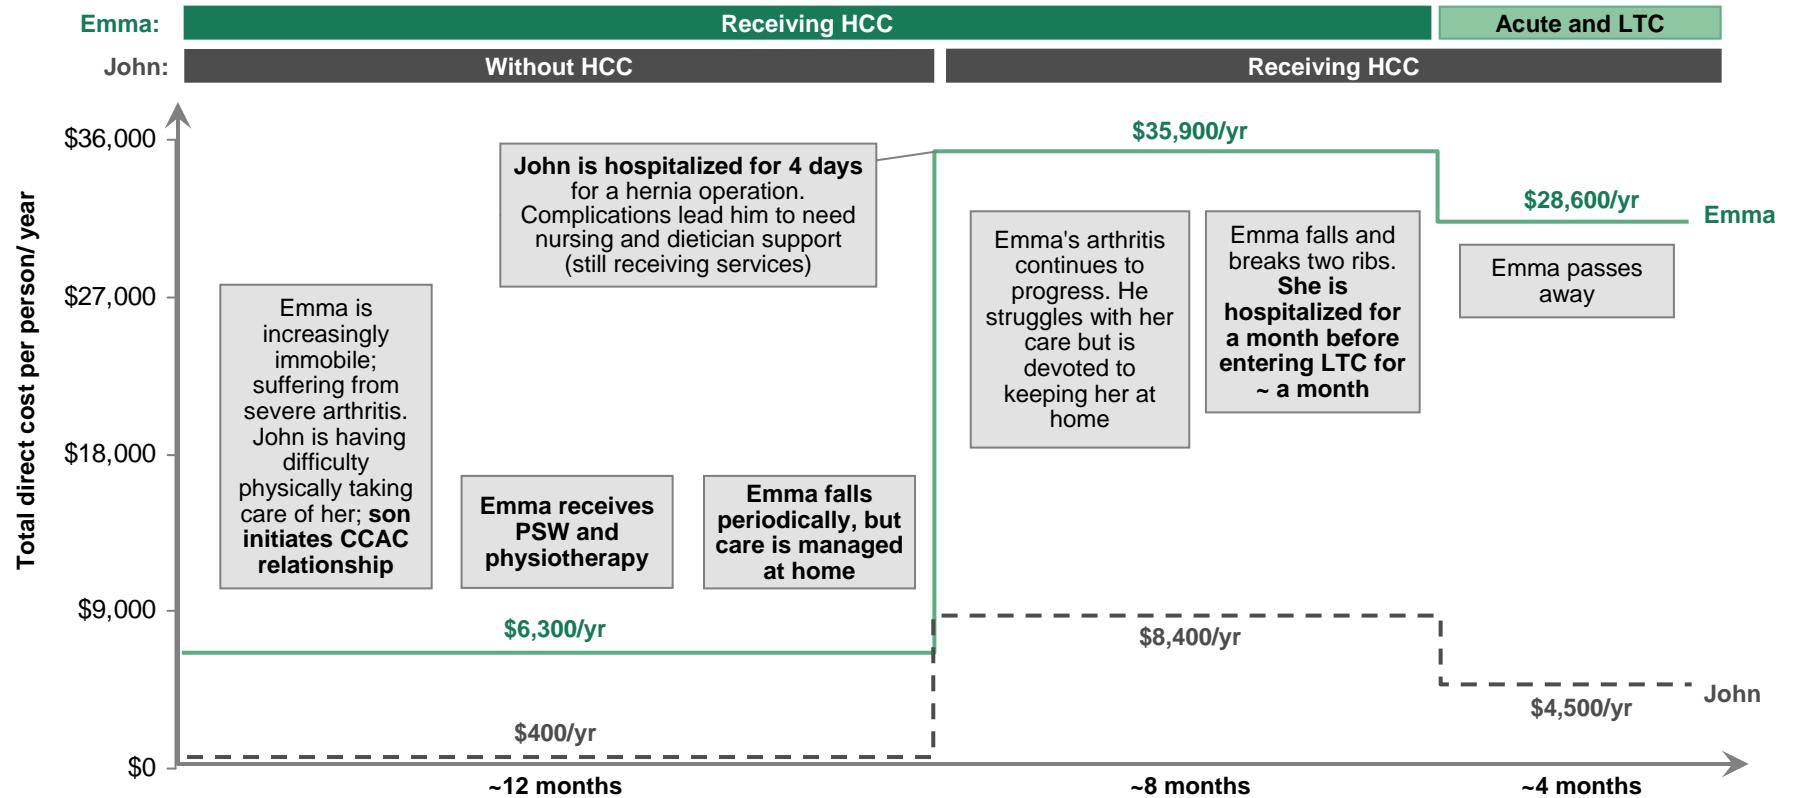 Emma:
Receiving HCC
Acute and LTC
John:
Without HCC
Receiving HCC
Total direct cost per person/ year
$36,000
$27,000
$18,000
$9,000
$0
Emma is
increasingly
immobile;
suffering from
severe arthritis.
John is having
difficulty
physically taking
care of her; son
initiates CCAC
relationship
Emma receives
PSW and
physiotherapy
Emma falls
periodically, but
care is managed
at home
John is hospitalized for 4 days
for a hernia operation.
Complications lead him to need
nursing and dietician support
(still receiving services)
Emma's arthritis
continues to
progress. He
struggles with her
care but is
devoted to
keeping her at
home
Emma falls and
breaks two ribs.
She is
hospitalized for
a month before
entering LTC for
~ a month
Emma passes
away
$6,300/yr
$35,900/yr
$28,600/yr
Emma
$400/yr
$8,400/yr
$4,500/yr
John
~12 months
~8 months
~4 months